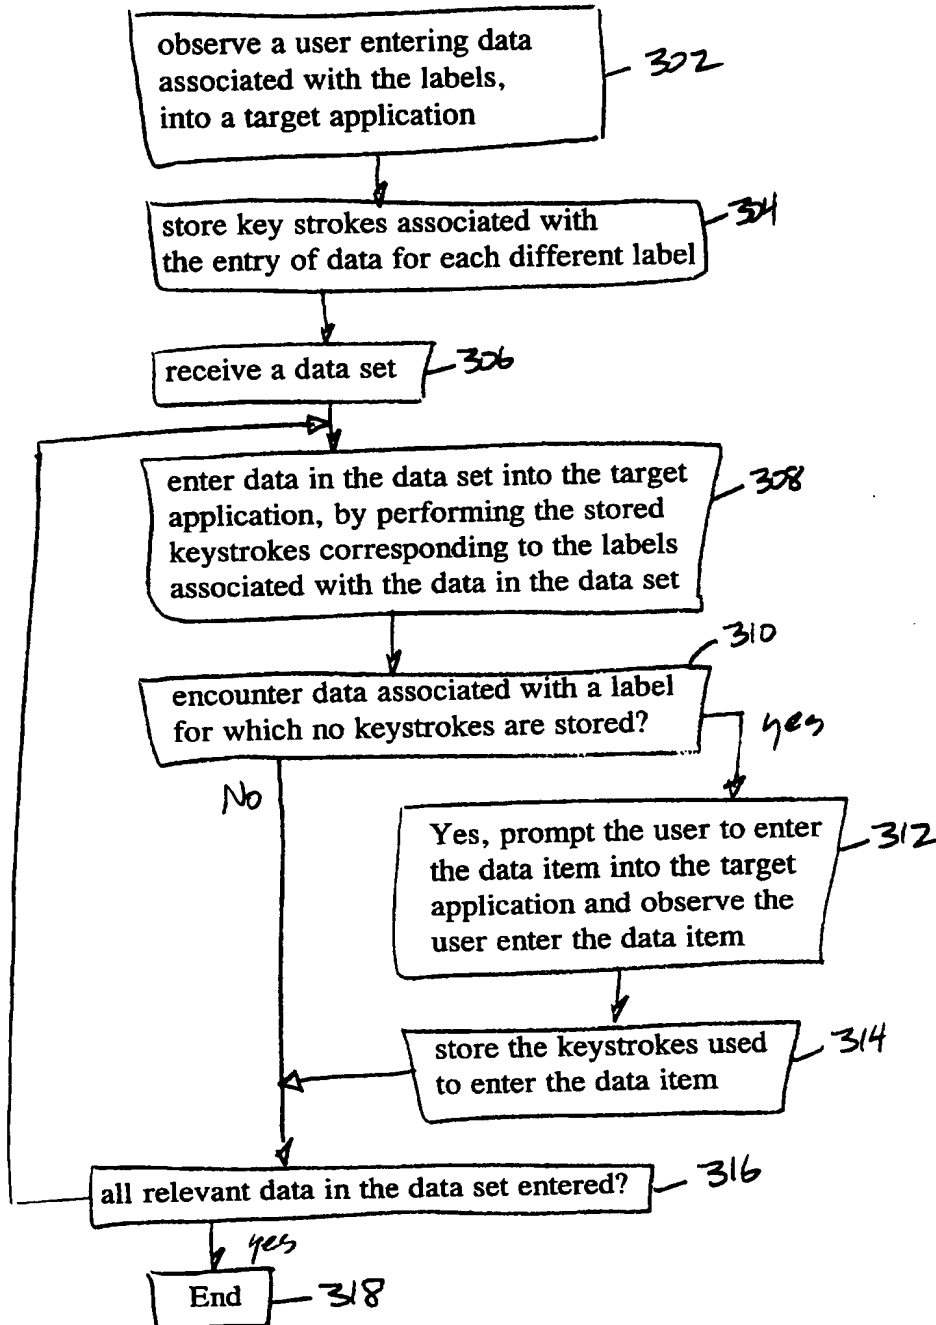 observe a user entering data
associated with the labels,
into a target application
302
store key strokes associated with
the entry of data for each different label
304
receive a data set
306
enter data in the data set into the target
application, by performing the stored
keystrokes corresponding to the labels
associated with the data in the data set
308
310
encounter data associated with a label
for which no keystrokes are stored?
yes
No
Yes, prompt the user to enter
the data item into the target
application and observe the
user enter the data item
312
store the keystrokes used
to enter the data item
314
all relevant data in the data set entered?
316
yes
End
318